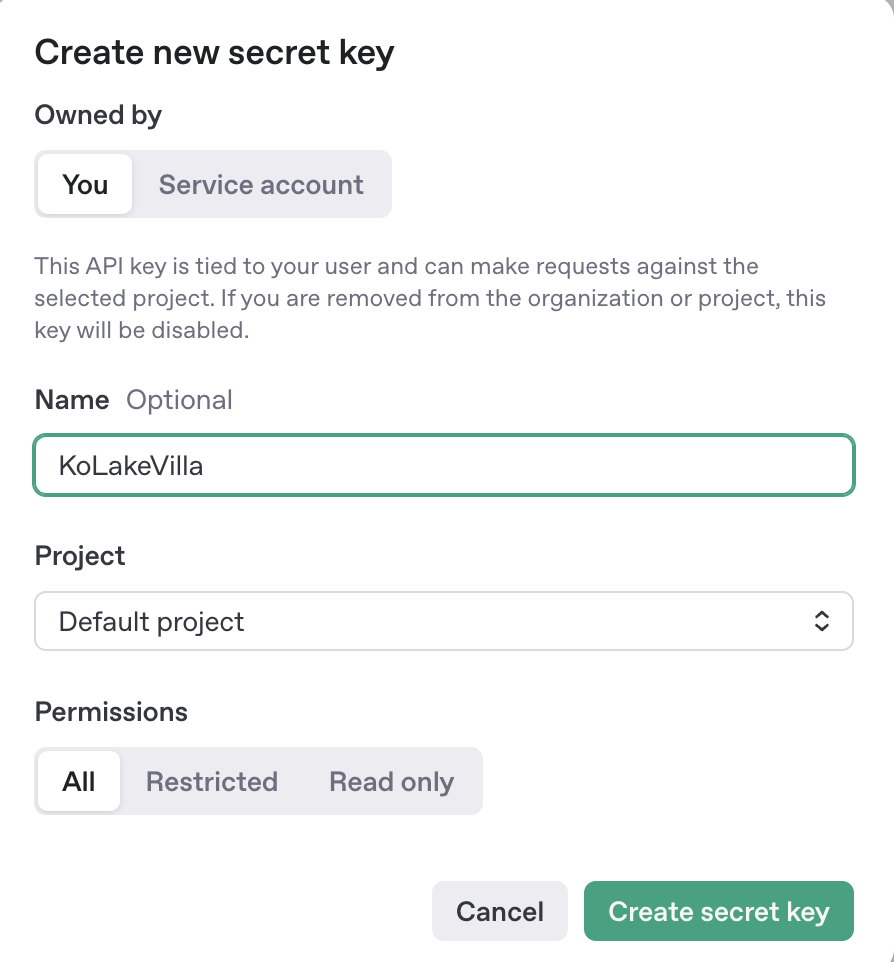 Create new secret key
Owned by
You Service account
This API key is tied to your user and can make requests against the
selected project. If you are removed from the organization or project, this
key will be disabled.
Name Optional
KoLakeVilla
Project
Default project
Permissions
All Restricted Read only
Cancel Create secret key